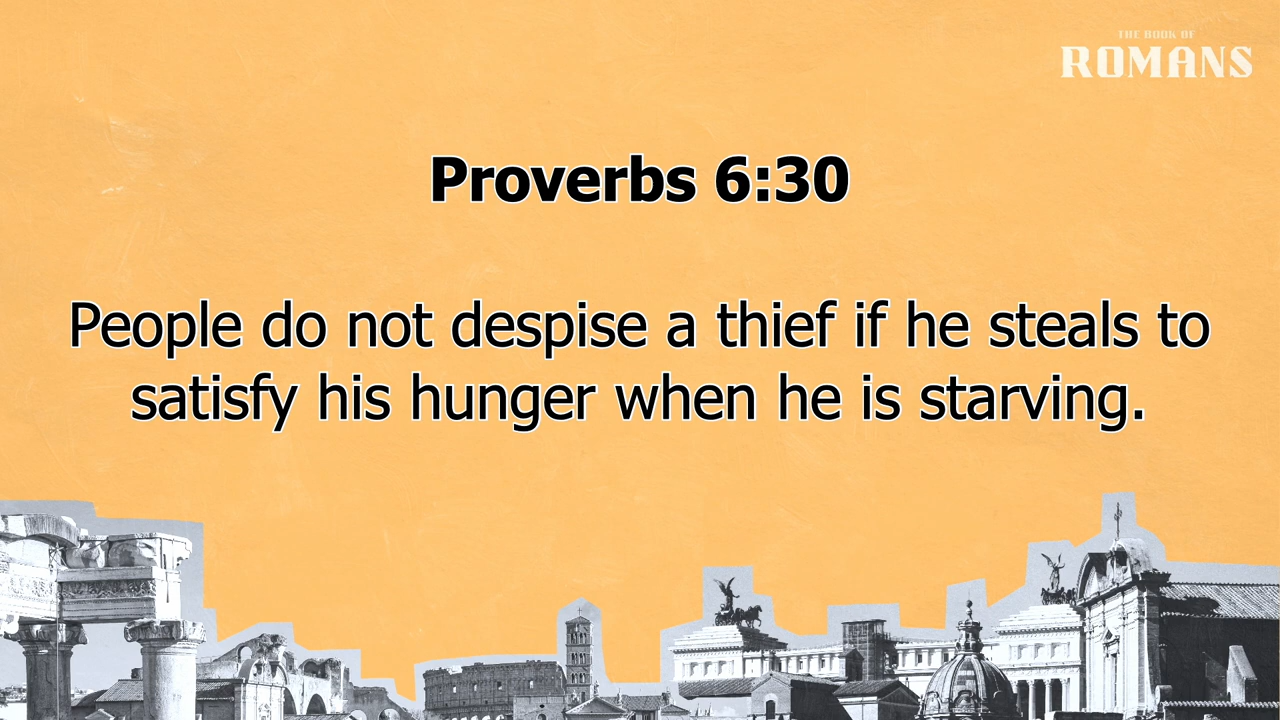 THE BOOK OF
ROMANS
Proverbs 6:30
People do not despise a thief if he steals to
satisfy his hunger when he is starving.